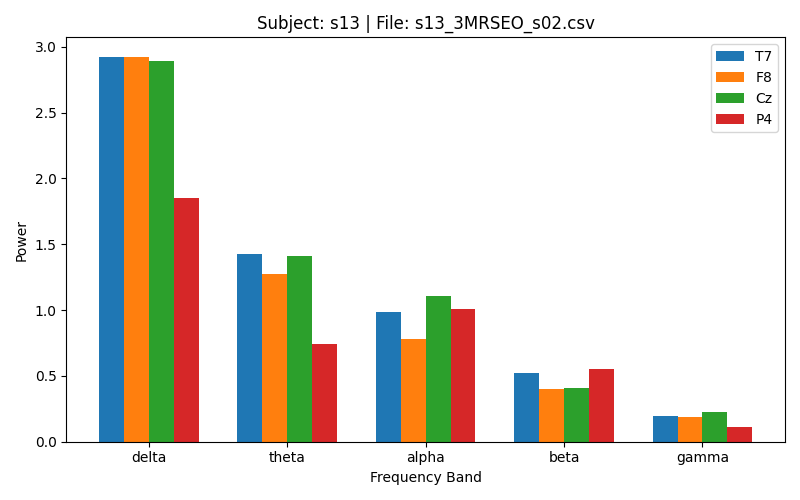 Subject: s13 | File: s13_3MRSEO_s02.csv
T7
F8
Cz
P4
Power
3.0
2.5
2.0
1.5
1.0
0.5
0.0
delta theta alpha beta gamma
Frequency Band